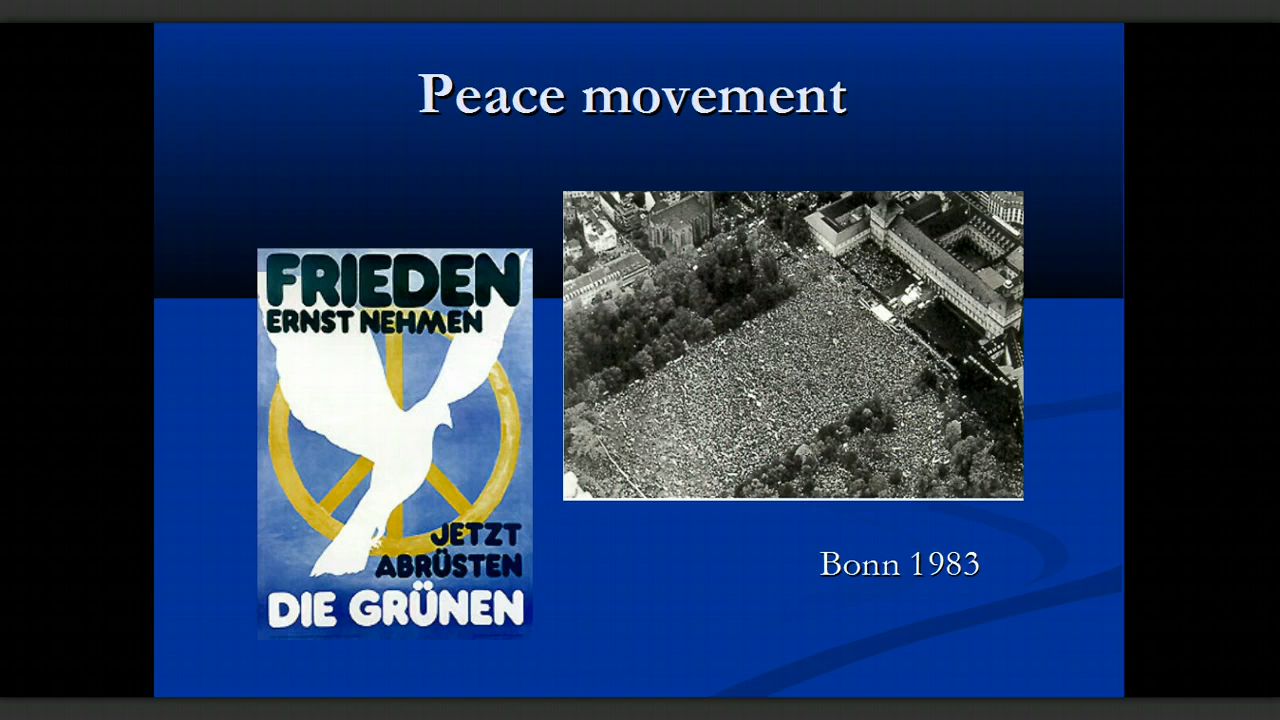 Peace movement
FRIEDEN
ERNST NEHMEN
JETZT
ABRÜSTEN
DIE GRÜNEN
Bonn 1983